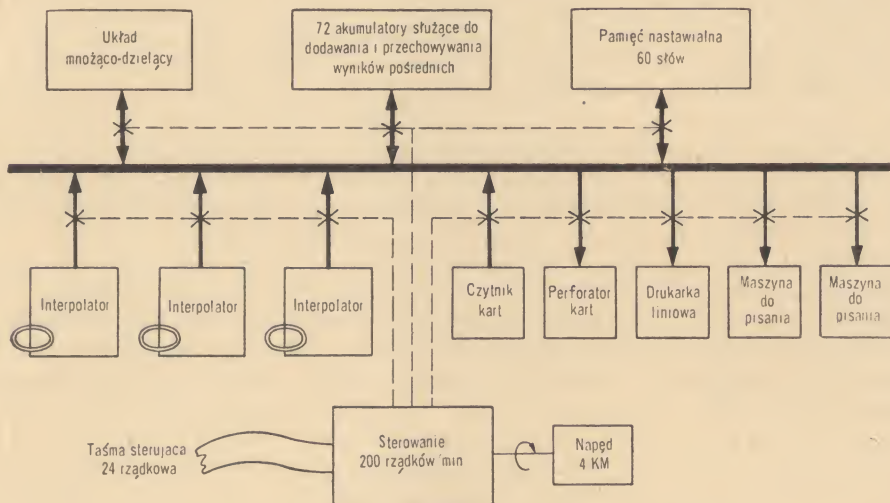 Układ
mnożąco-dzielący
72 akumulatory służące do
dodawania i przechowywania
wyników pośrednich
Pamięć nastawialna
60 słów
Interpolator
Interpolator
Interpolator
Czytnik
kart
Perforator
kart
Drukarka
liniowa
Maszyna
do
pisania
Maszyna
do
pisania
Taśma sterująca
24 rządkowa
Sterowanie
200 rządków/min
Napęd
4 KM